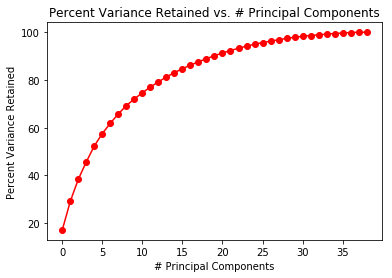 Percent Variance Retained vs. # Principal Components
Percent Variance Retained
100
80
60
40
20
0 5 10 15 20 25 30 35
# Principal Components